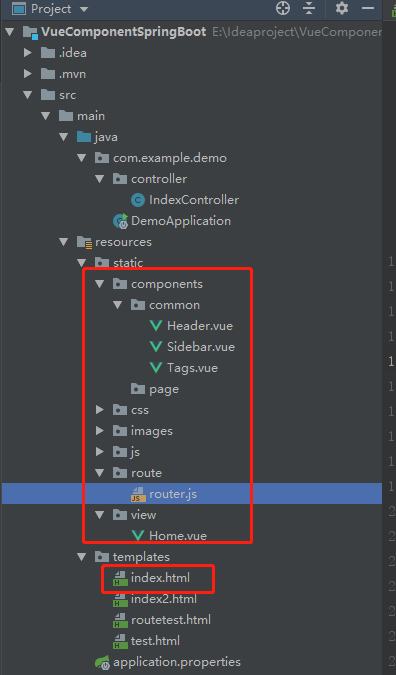 Project
VueComponentSpringBoot E:\Ideaproject\VueComponen
.idea
.mvn
src
main
java
com.example.demo
controller
IndexController
DemoApplication
resources
static
components
common
Header.vue
Sidebar.vue
Tags.vue
page
css
images
js
route
router.js
view
Home.vue
templates
index.html
index2.html
routetest.html
test.html
application.properties